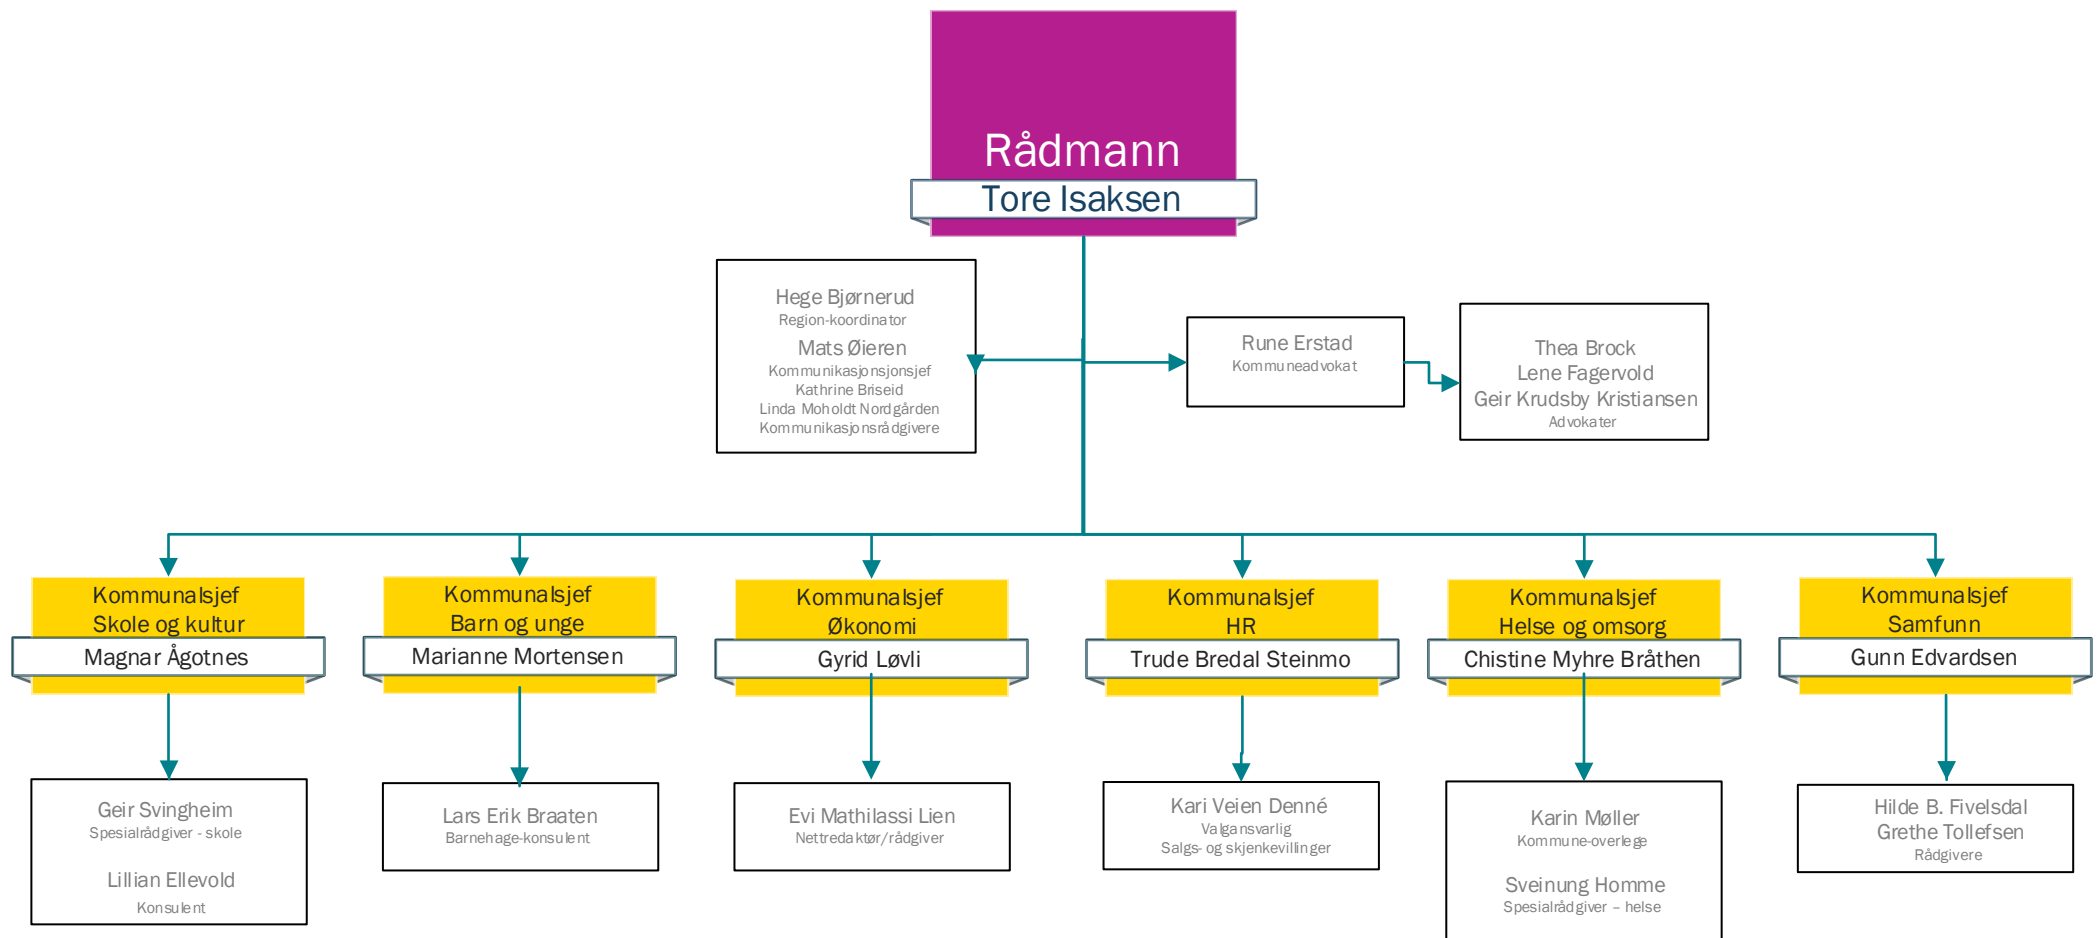 Rådmann
Tore Isaksen
Hege Bjørnerud
Region-koordinator
Mats Øieren
Kommunikasjonsjonsjef
Kathrine Briseid
Linda Moholdt Nordgården
Kommunikasjonsrådgivere
Rune Erstad
Kommuneadvokat
Thea Brock
Lene Fagervold
Geir Krudsby Kristiansen
Advokater
Kommunalsjef
Skole og kultur
Magnar Ågotnes
Kommunalsjef
Barn og unge
Marianne Mortensen
Kommunalsjef
Økonomi
Gyrid Løvli
Kommunalsjef
HR
Trude Bredal Steinmo
Kommunalsjef
Helse og omsorg
Chistine Myhre Bråthen
Kommunalsjef
Samfunn
Gunn Edvardsen
Geir Svingheim
Spesialrådgiver - skole
Lillian Ellevold
Konsulent
Lars Erik Braaten
Barnehage-konsulent
Evi Mathilassi Lien
Nettredaktør/rådgiver
Kari Veien Denné
Valgansvarlig
Salgs- og skjenkevillinger
Karin Møller
Kommune-overlege
Sveinung Homme
Spesialrådgiver – helse
Hilde B. Fivelsdal
Grethe Tollefsen
Rådgivere